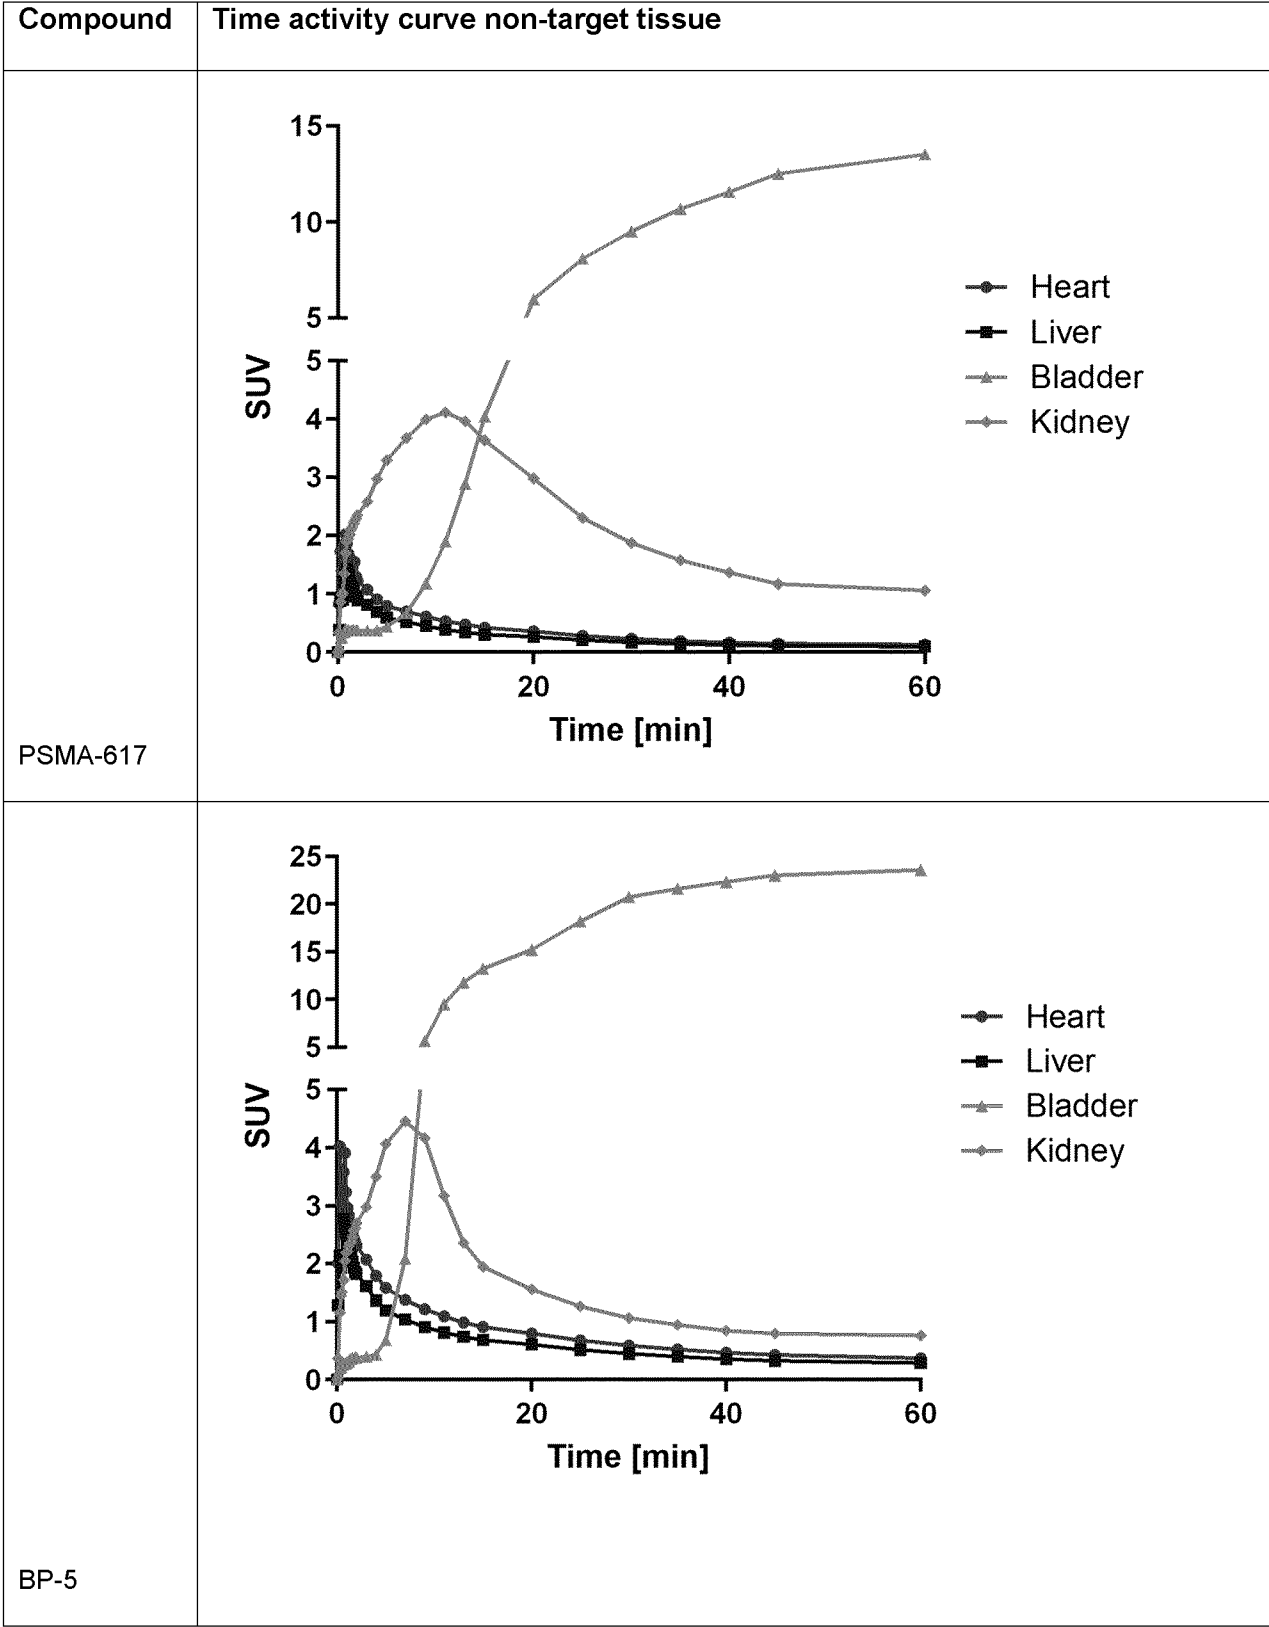 Compound Time activity curve non-target tissue
15
10
5
5
4
3
2
1
0
SUV
0 20 40 60
Time [min]
Heart
Liver
Bladder
Kidney
PSMA-617
25
20
15
10
5
5
4
3
2
1
0
SUV
0 20 40 60
Time [min]
Heart
Liver
Bladder
Kidney
BP-5